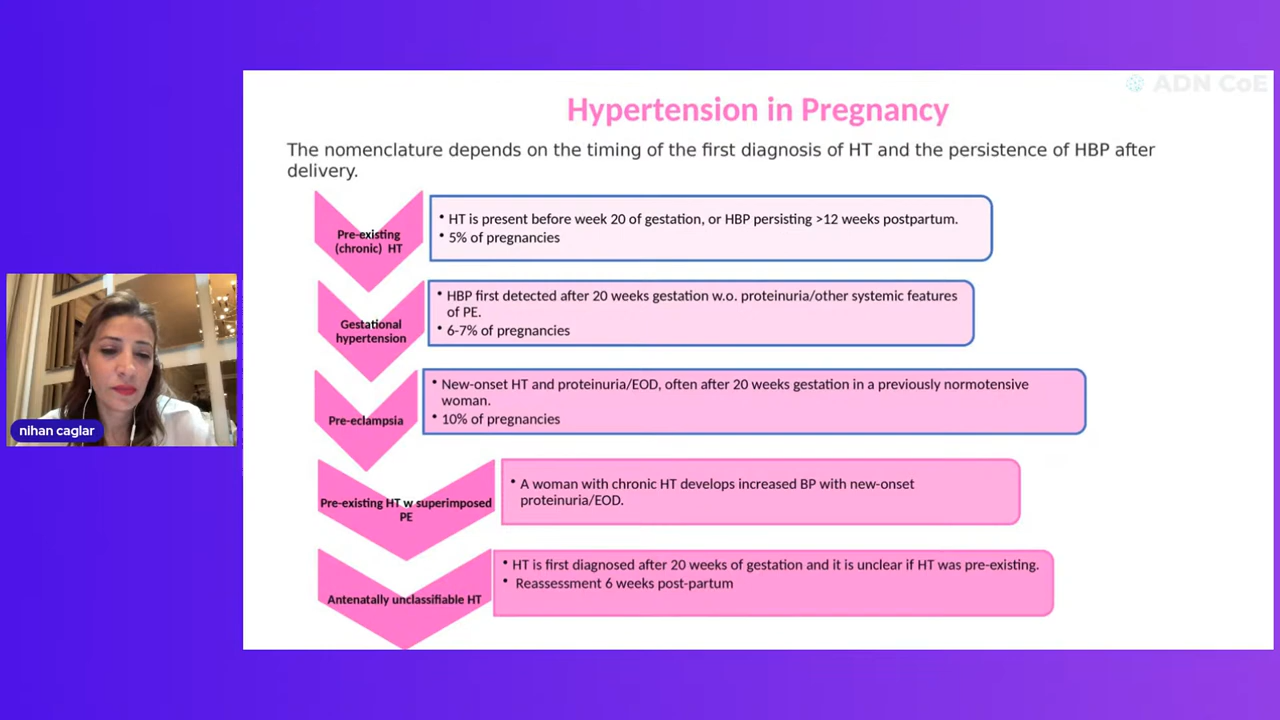 ADN CoE
Hypertension in Pregnancy
The nomenclature depends on the timing of the first diagnosis of HT and the persistence of HBP after
delivery.
Pre-existing
(chronic) HT
• HT is present before week 20 of gestation, or HBP persisting >12 weeks postpartum.
• 5% of pregnancies
Gestational
hypertension
• HBP first detected after 20 weeks gestation w.o. proteinuria/other systemic features
of PE.
• 6-7% of pregnancies
Pre-eclampsia
• New-onset HT and proteinuria/EOD, often after 20 weeks gestation in a previously normotensive
woman.
• 10% of pregnancies
Pre-existing HT w superimposed
PE
• A woman with chronic HT develops increased BP with new-onset
proteinuria/EOD.
Antenatally unclassifiable HT
• HT is first diagnosed after 20 weeks of gestation and it is unclear if HT was pre-existing.
• Reassessment 6 weeks post-partum
nihan caglar